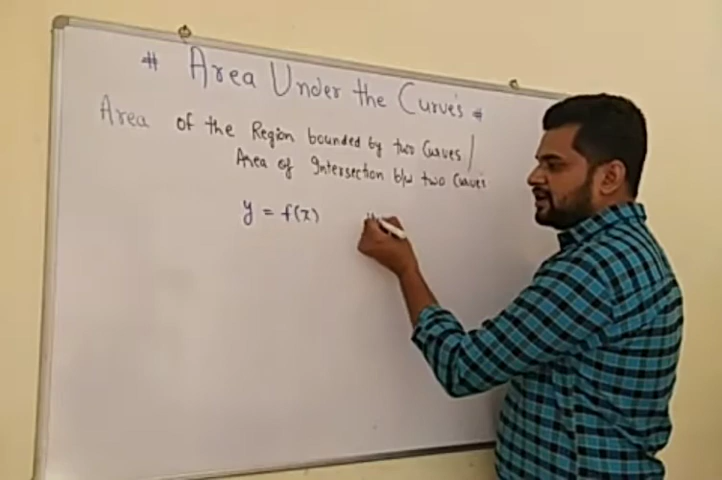 # Area Under the Curves #
Area of the Region bounded by two Curves /
Area of Intersection b/w two Curves
y = f(x)